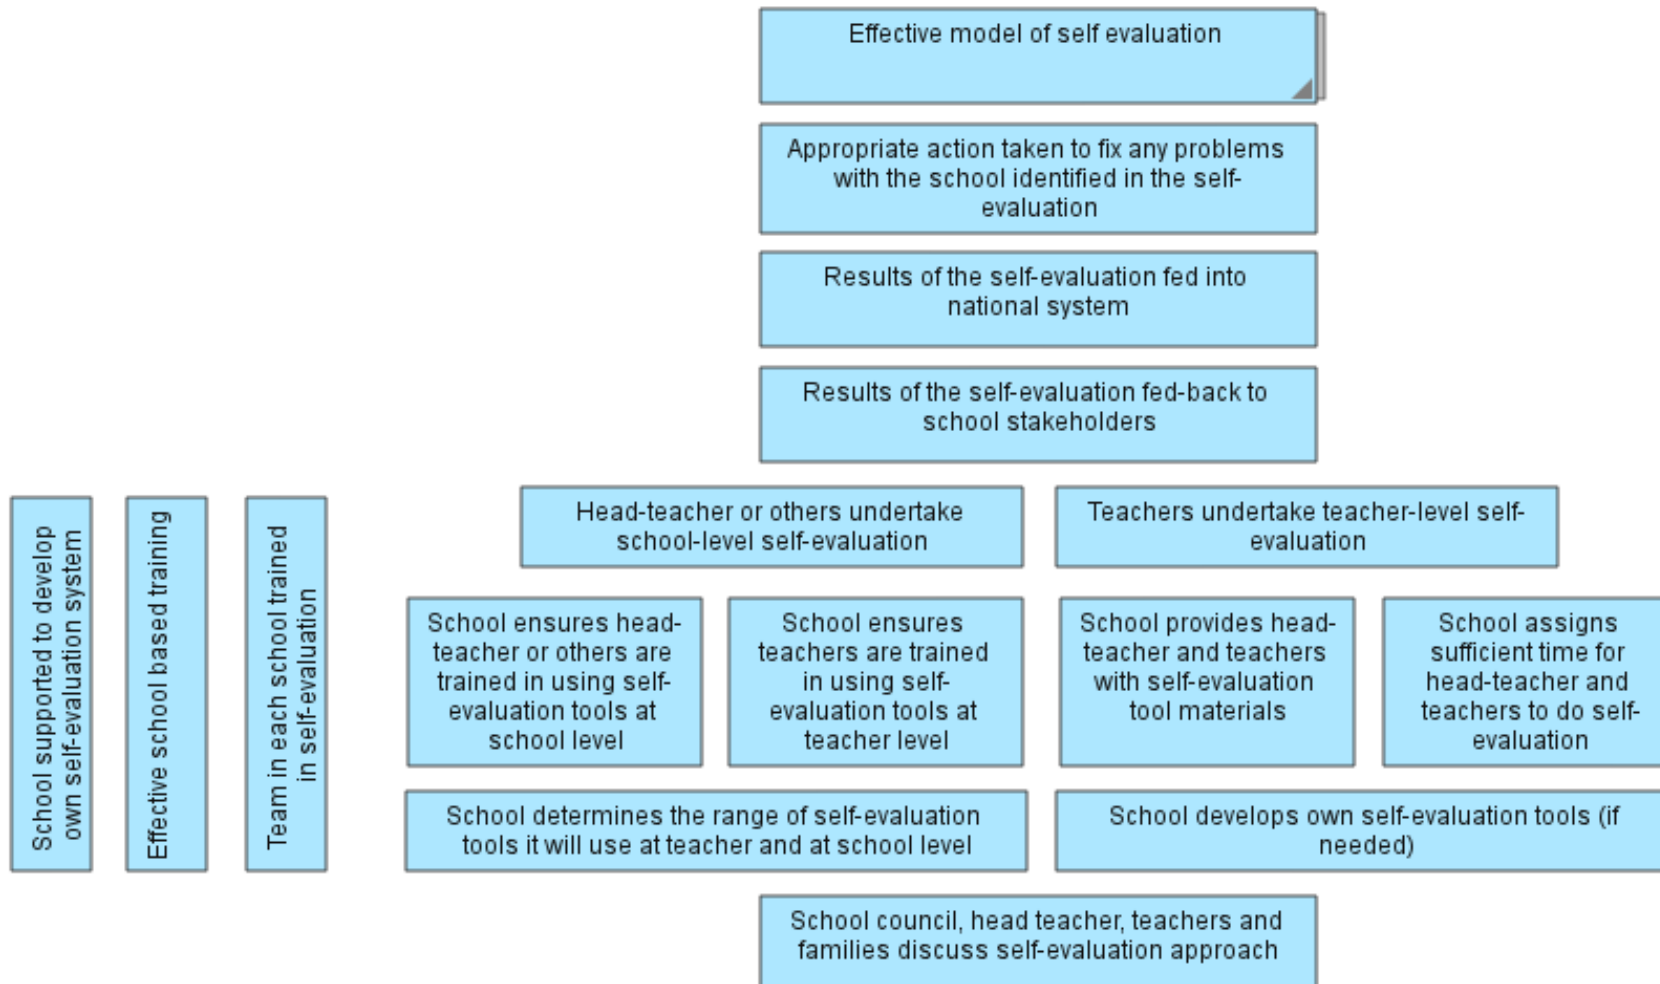 Effective model of self evaluation
Appropriate action taken to fix any problems
with the school identified in the self-
evaluation
Results of the self-evaluation fed into
national system
Results of the self-evaluation fed-back to
school stakeholders
School supported to develop
own self-evaluation system
Effective school based training
Team in each school trained
in self-evaluation
Head-teacher or others undertake
school-level self-evaluation
Teachers undertake teacher-level self-
evaluation
School ensures head-
teacher or others are
trained in using self-
evaluation tools at
school level
School ensures
teachers are trained
in using self-
evaluation tools at
teacher level
School provides head-
teacher and teachers
with self-evaluation
tool materials
School assigns
sufficient time for
head-teacher and
teachers to do self-
evaluation
School determines the range of self-evaluation
tools it will use at teacher and at school level
School develops own self-evaluation tools (if
needed)
School council, head teacher, teachers and
families discuss self-evaluation approach